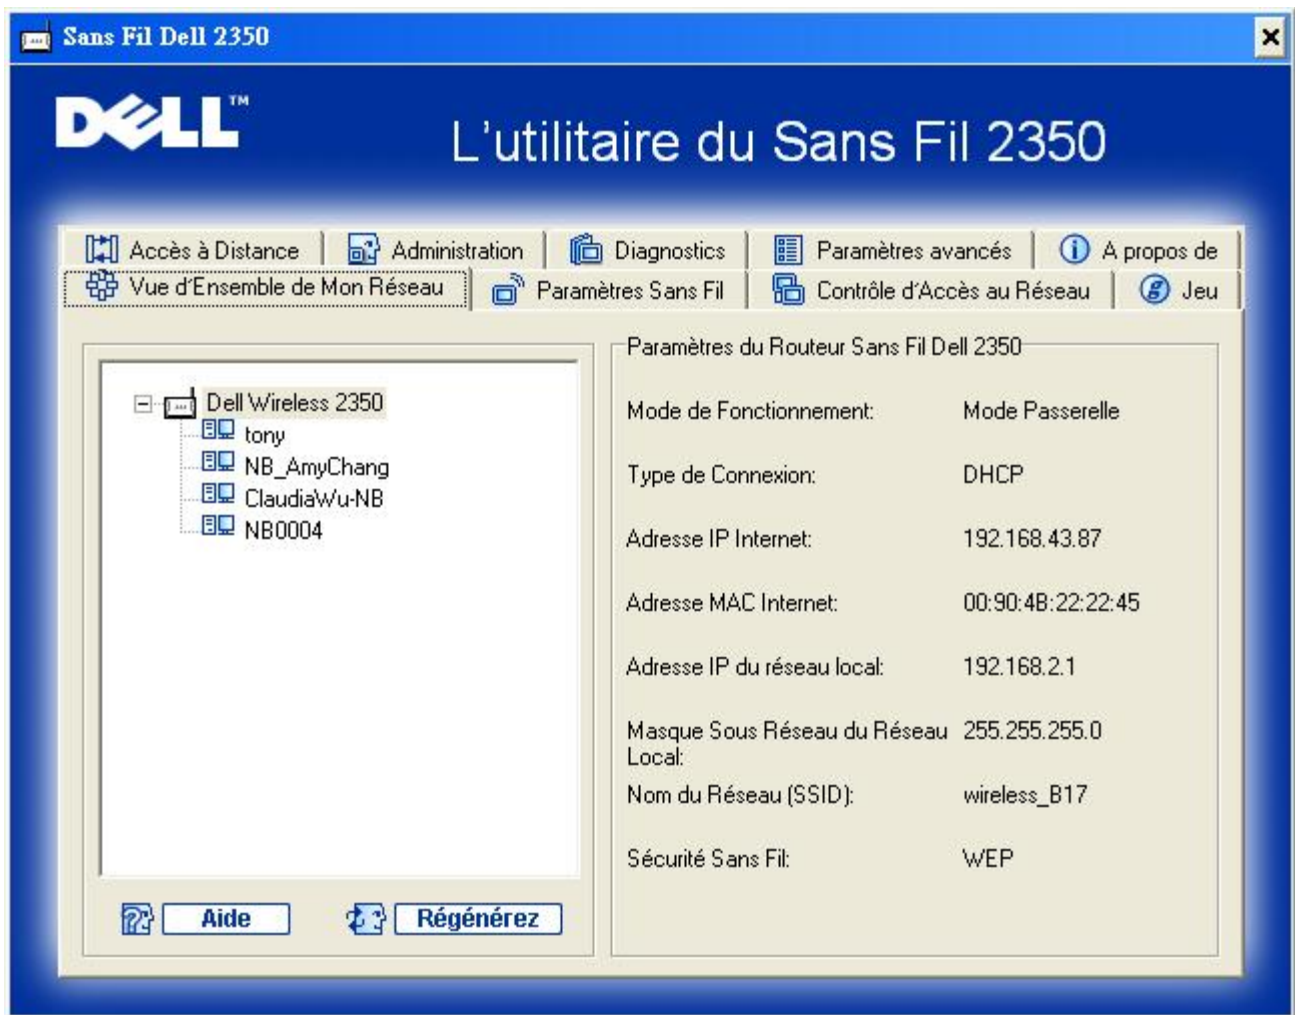 Sans Fil Dell 2350
DELL™
L'utilitaire du Sans Fil 2350
Accès à Distance
Administration
Diagnostics
Paramètres avancés
A propos de
Vue d'Ensemble de Mon Réseau
Paramètres Sans Fil
Contrôle d'Accès au Réseau
Jeu
Dell Wireless 2350
tony
NB_AmyChang
ClaudiaWu-NB
NB0004
Aide
Régénérez
Paramètres du Routeur Sans Fil Dell 2350
Mode de Fonctionnement: Mode Passerelle
Type de Connexion: DHCP
Adresse IP Internet: 192.168.43.87
Adresse MAC Internet: 00:90:4B:22:22:45
Adresse IP du réseau local: 192.168.2.1
Masque Sous Réseau du Réseau 255.255.255.0
Local:
Nom du Réseau (SSID): wireless_B17
Sécurité Sans Fil: WEP